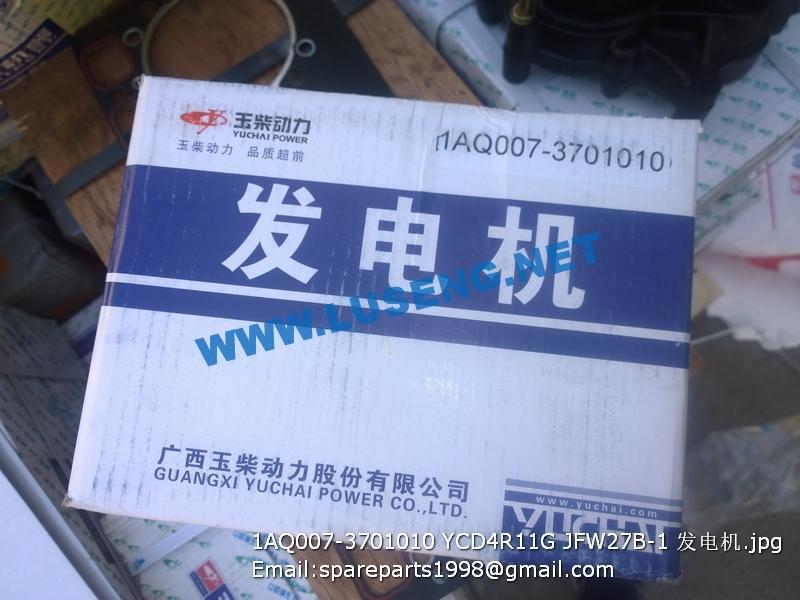 玉柴动力
YUCHAI POWER
玉柴动力 品质超前
1AQ007-3701010
发电机
WWW.LUSENG.NET
广西玉柴动力股份有限公司
GUANGXI YUCHAI POWER CO.,LTD.
www.yuchai.com
YUCHAI
1AQ007-3701010 YCD4R11G JFW27B-1 发电机.jpg
Email:spareparts1998@gmail.com